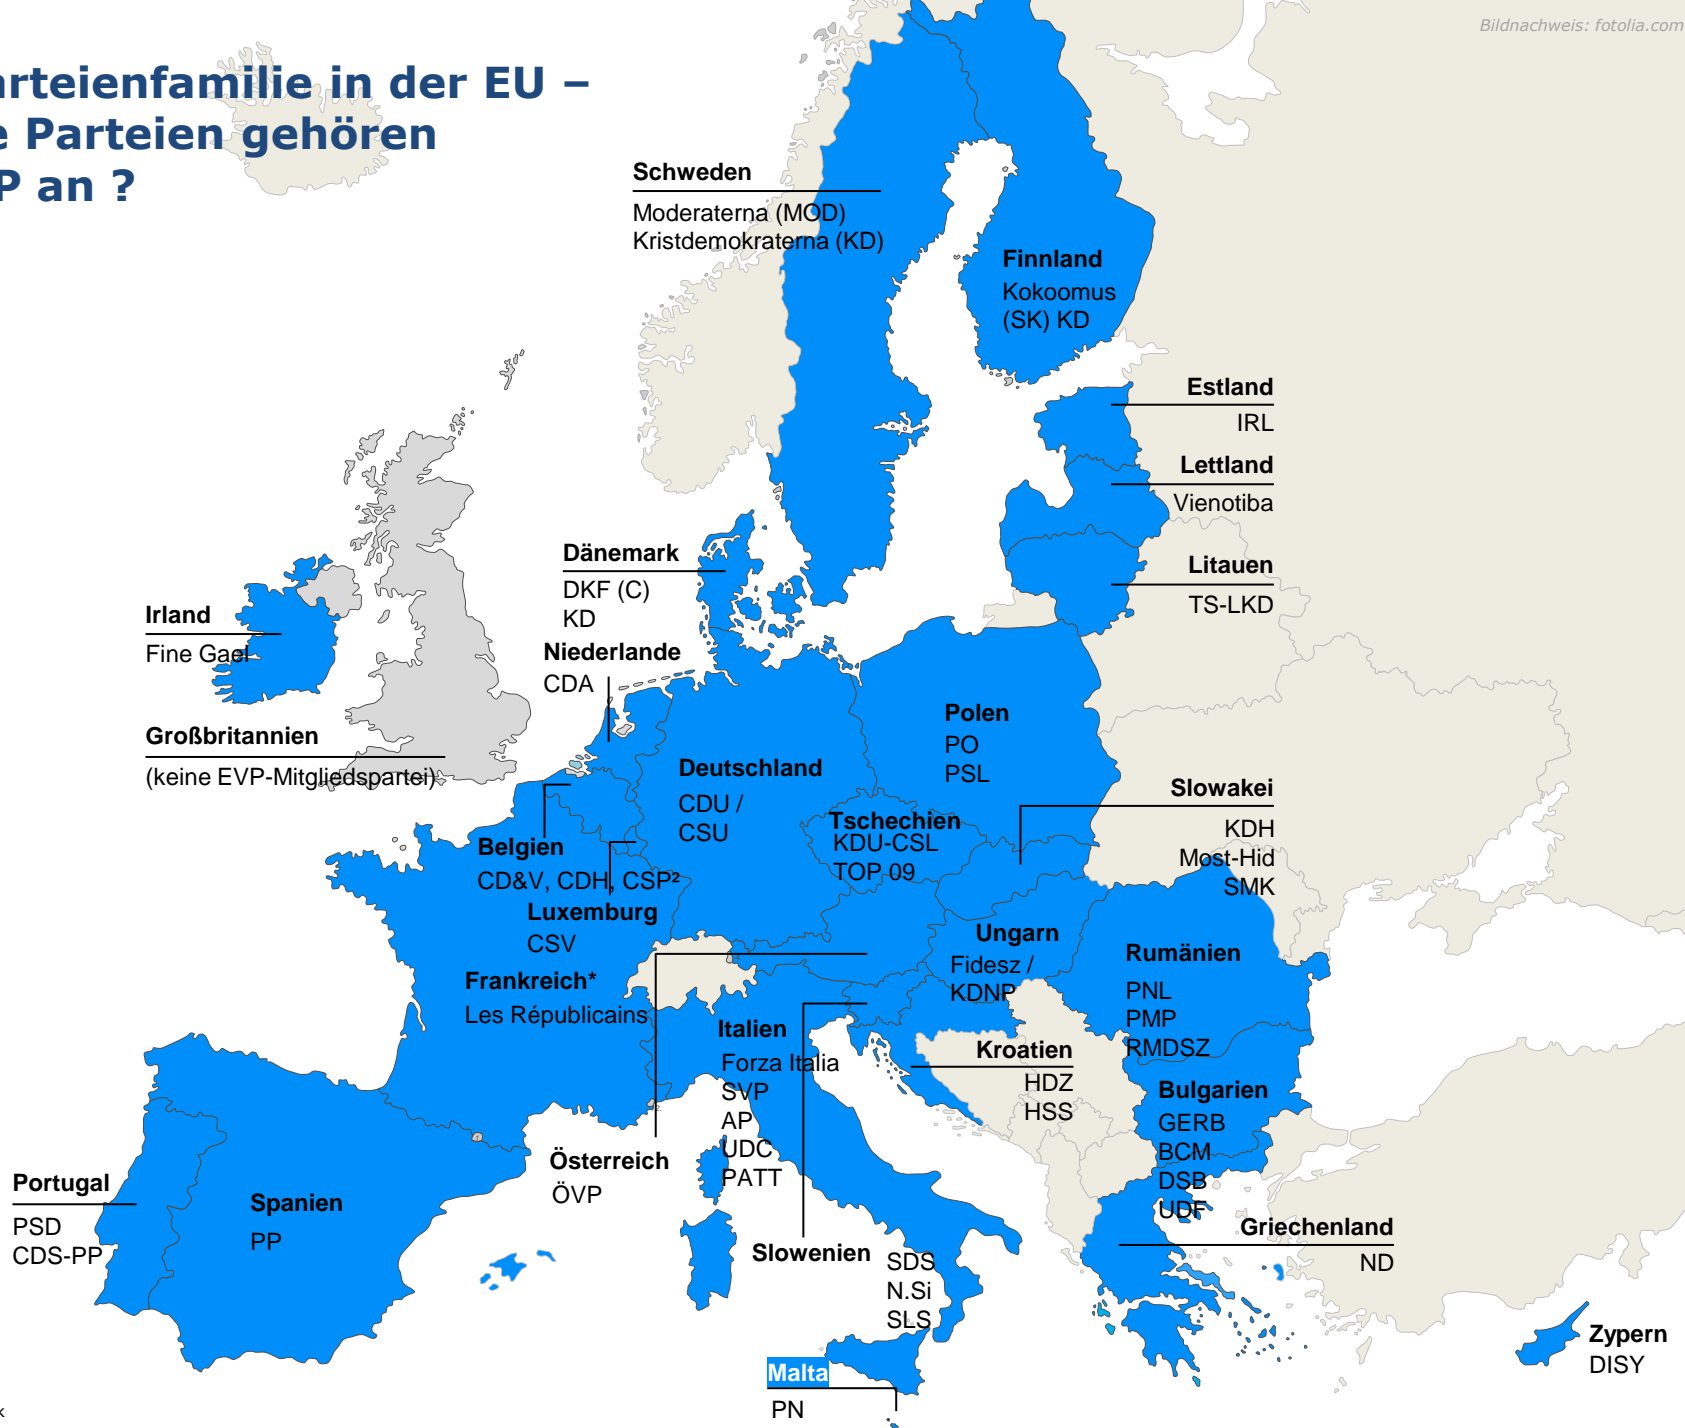 Bildnachweis: fotolia.com
arteienfamilie in der EU –
e Parteien gehören
P an ?
Schweden
Moderaterna (MOD)
Kristdemokraterna (KD)
Finnland
Kokoomus
(SK) KD
Estland
IRL
Lettland
Vienotiba
Litauen
TS-LKD
Dänemark
DKF (C)
KD
Irland
Fine Gael
Niederlande
CDA
Großbritannien
(keine EVP-Mitgliedspartei)
Polen
PO
PSL
Deutschland
CDU /
CSU
Slowakei
KDH
Most-Hid
SMK
Tschechien
KDU-CSL
TOP 09
Belgien
CD&V, CDH, CSP²
Luxemburg
CSV
Frankreich*
Les Républicains
Ungarn
Fidesz /
KDNP
Rumänien
PNL
PMP
RMDSZ
Italien
Forza Italia
SVP
AP
UDC
PATT
Kroatien
HDZ
HSS
Bulgarien
GERB
BCM
DSB
UDF
Österreich
ÖVP
Portugal
PSD
CDS-PP
Spanien
PP
Slowenien
SDS
N.Si
SLS
Griechenland
ND
Zypern
DISY
Malta
PN
k